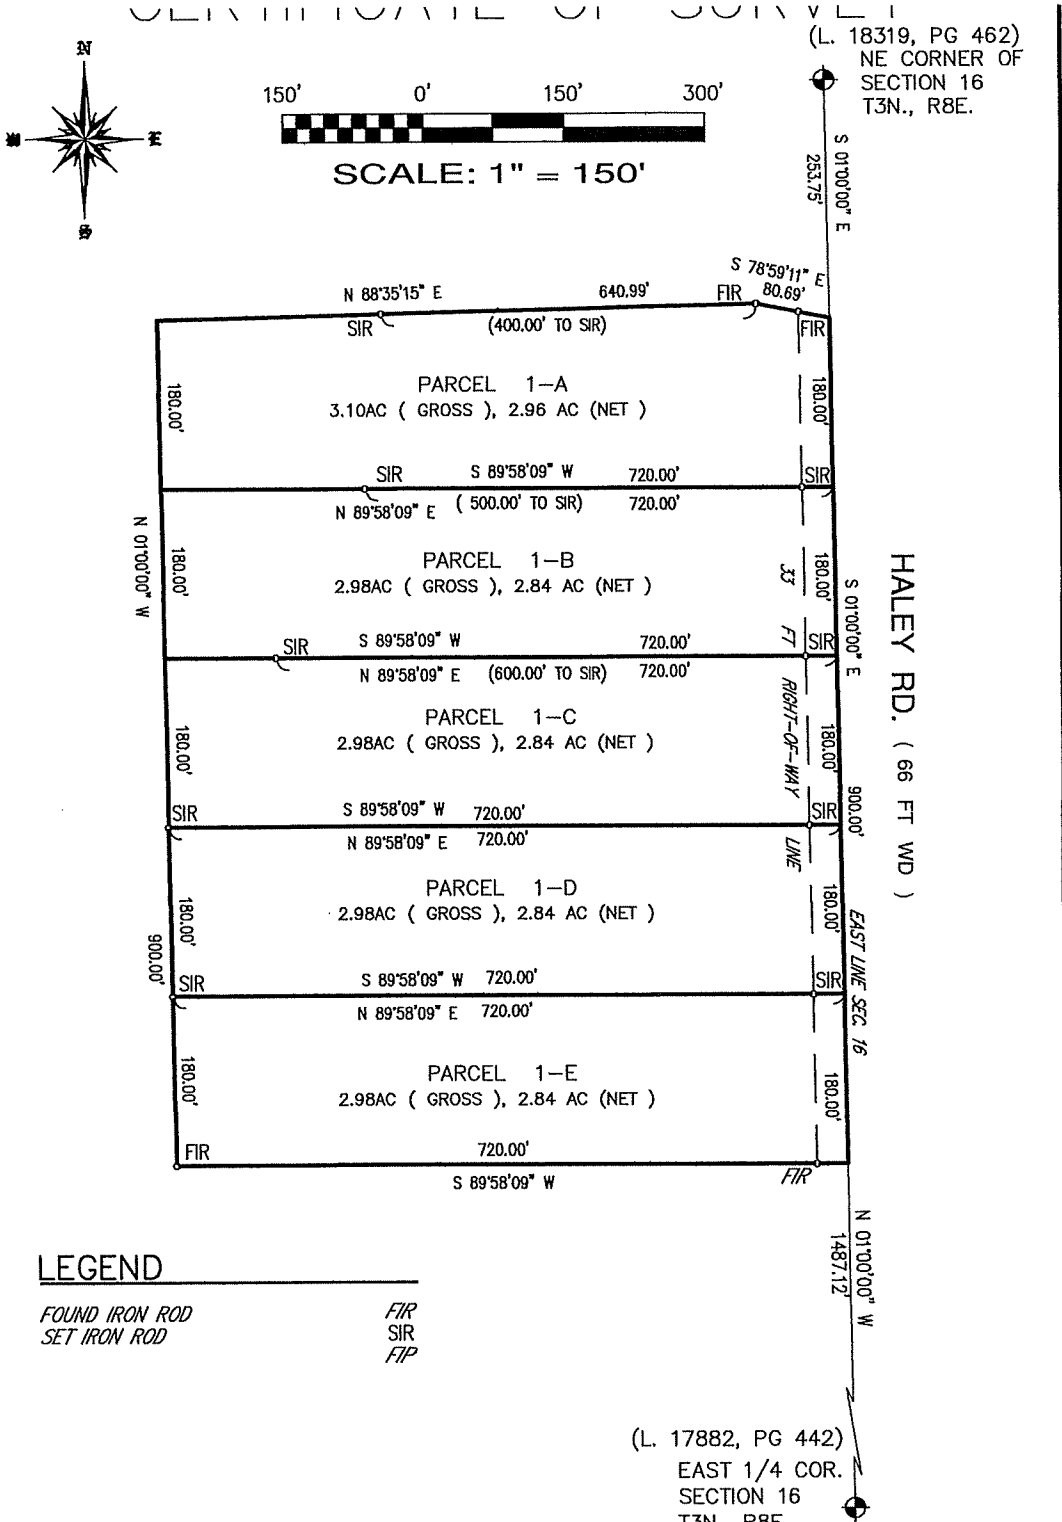 CERTIFICATE OF SURVEY
(L. 18319, PG 462)
NE CORNER OF
SECTION 16
T3N., R8E.
N
E
S
150' 0' 150' 300'
SCALE: 1" = 150'
S 01°00'00" E
253.75'
S 78°59'11" E
80.69'
N 88°35'15" E 640.99' FIR
SIR (400.00' TO SIR) FIR
180.00' 180.00'
PARCEL 1-A
3.10AC ( GROSS ), 2.96 AC (NET )
SIR S 89°58'09" W 720.00' SIR
N 89°58'09" E ( 500.00' TO SIR) 720.00'
N 01°00'00" W
180.00' 180.00'
PARCEL 1-B
2.98AC ( GROSS ), 2.84 AC (NET )
33 FT RIGHT-OF-WAY LINE
S 01°00'00" E
HALEY RD. ( 66 FT WD )
SIR S 89°58'09" W 720.00' SIR
N 89°58'09" E (600.00' TO SIR) 720.00'
180.00' 180.00'
PARCEL 1-C
2.98AC ( GROSS ), 2.84 AC (NET )
900.00'
SIR S 89°58'09" W 720.00' SIR
N 89°58'09" E 720.00'
180.00' 180.00'
PARCEL 1-D
2.98AC ( GROSS ), 2.84 AC (NET )
900.00'
EAST LINE SEC. 16
SIR S 89°58'09" W 720.00' SIR
N 89°58'09" E 720.00'
180.00' 180.00'
PARCEL 1-E
2.98AC ( GROSS ), 2.84 AC (NET )
FIR 720.00' FIR
S 89°58'09" W
N 01°00'00" W
1487.12'
LEGEND
FOUND IRON ROD FIR
SET IRON ROD SIR
FIP
(L. 17882, PG 442)
EAST 1/4 COR.
SECTION 16
T3N., R8E.